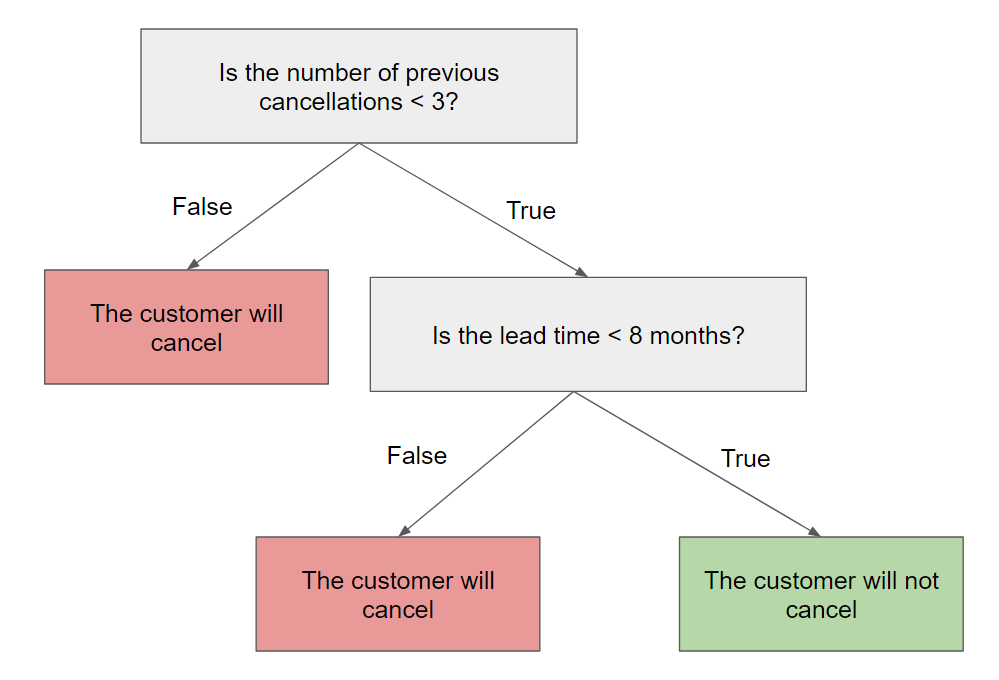 Is the number of previous
cancellations < 3?
False
True
The customer will
cancel
Is the lead time < 8 months?
False
True
The customer will
cancel
The customer will not
cancel